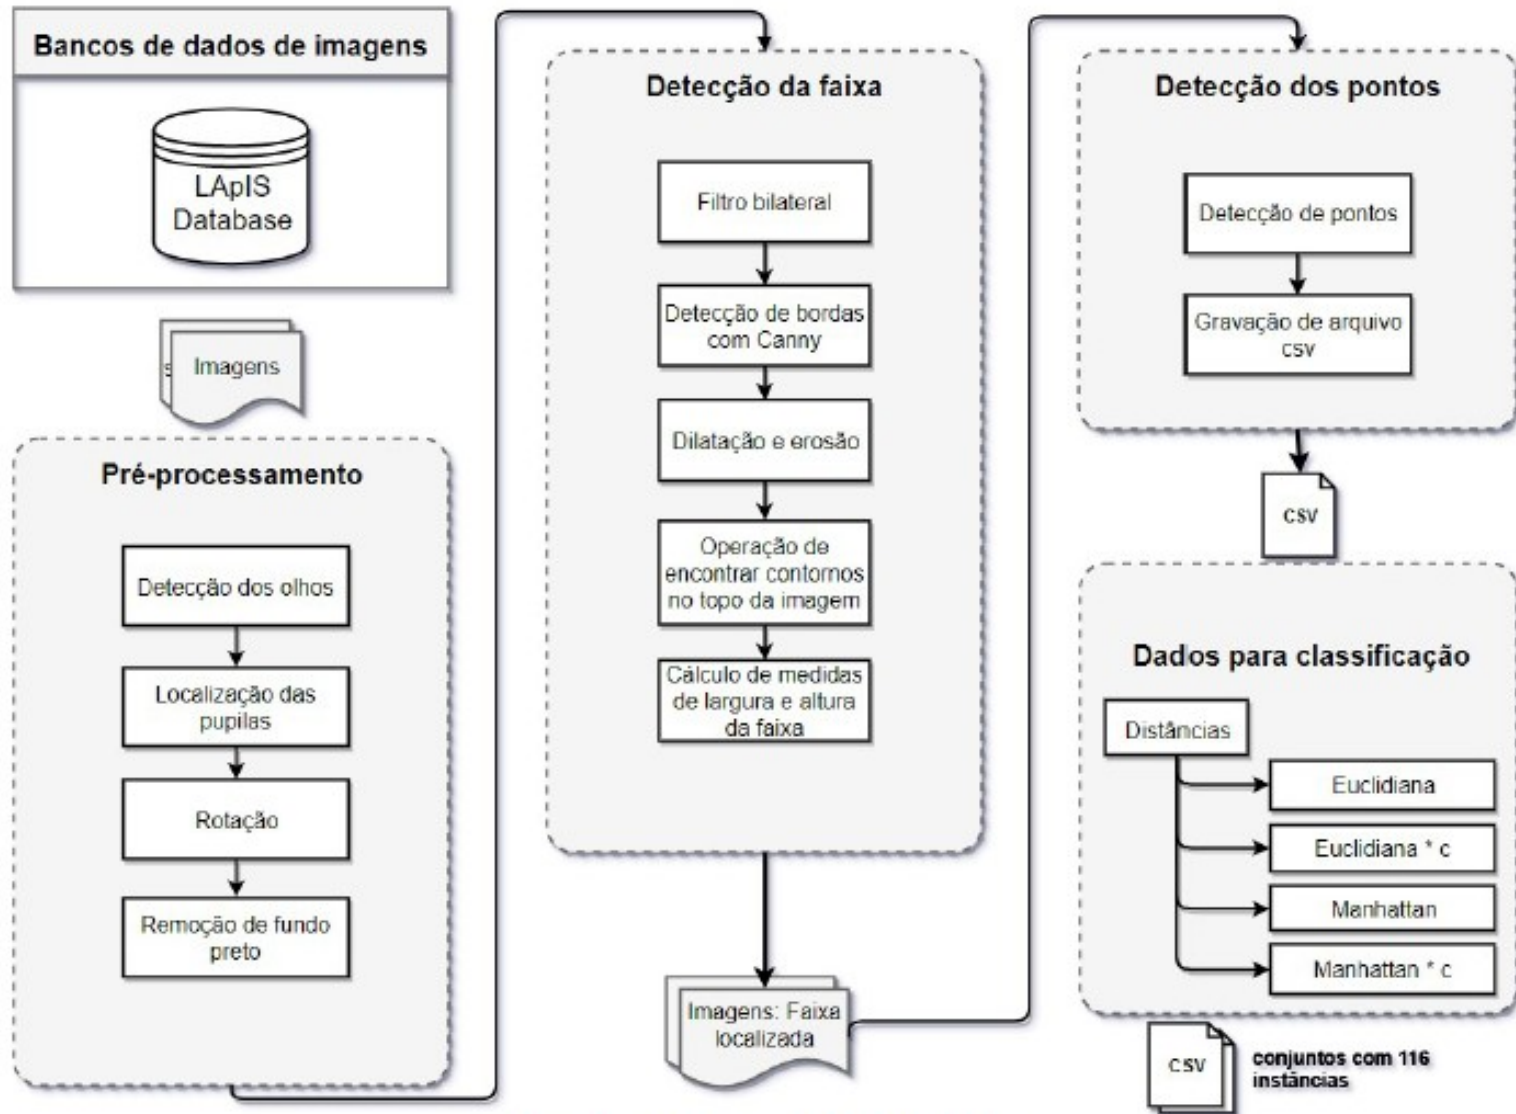 Bancos de dados de imagens
LApIS
Database
s
Imagens
Pré-processamento
Detecção dos olhos
Localização das
pupilas
Rotação
Remoção de fundo
preto
Detecção da faixa
Filtro bilateral
Detecção de bordas
com Canny
Dilatação e erosão
Operação de
encontrar contornos
no topo da imagem
Cálculo de medidas
de largura e altura
da faixa
Imagens: Faixa
localizada
Detecção dos pontos
Detecção de pontos
Gravação de arquivo
csv
CSV
Dados para classificação
Distâncias
Euclidiana
Euclidiana * c
Manhattan
Manhattan * c
CSV
conjuntos com 116
instâncias